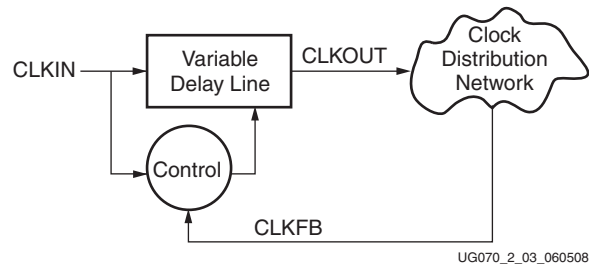 CLKIN
Variable
Delay Line
CLKOUT
Clock
Distribution
Network
Control
CLKFB
UG070_2_03_060508